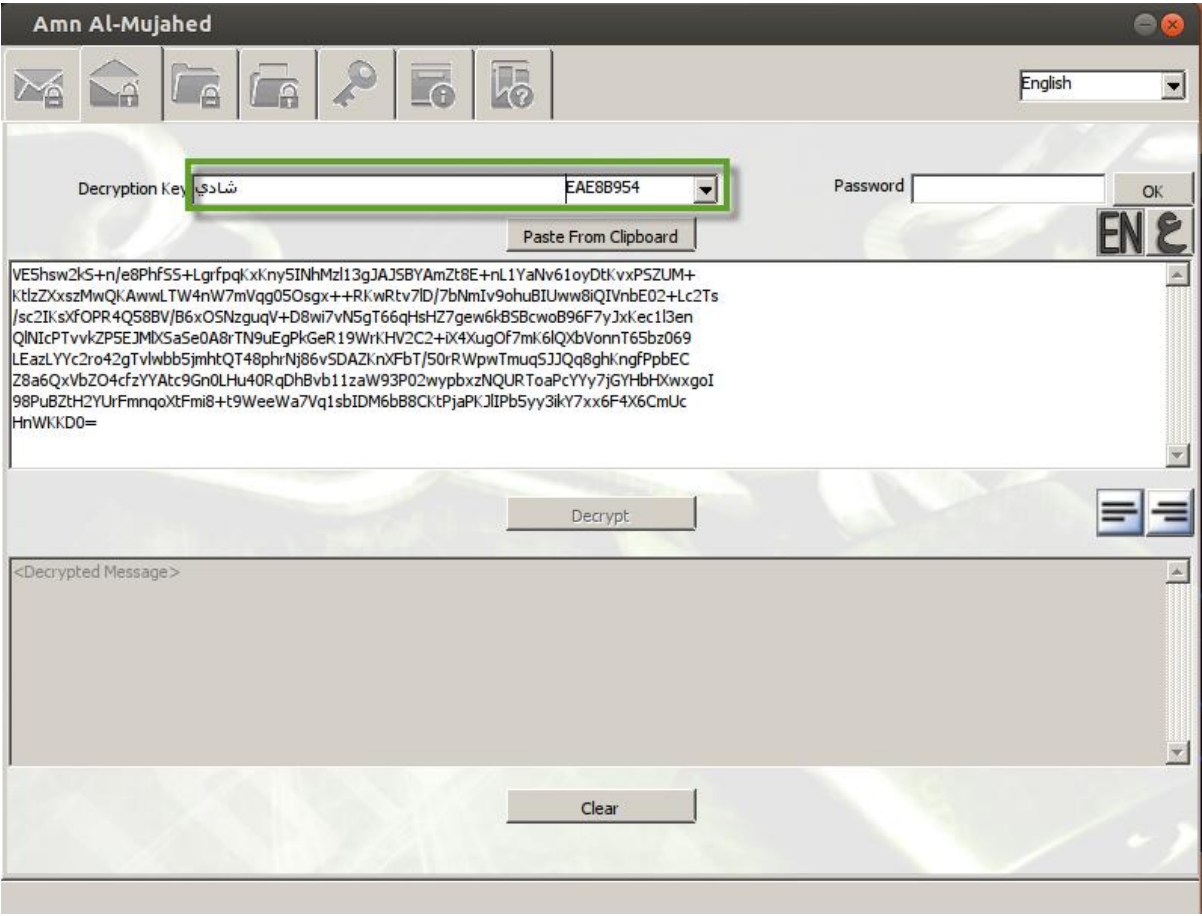 Amn Al-Mujahed
English
Decryption Key شادي EAE8B954 Password OK
Paste From Clipboard EN ع
VE5hsw2kS+n/e8PhfSS+LgrfpqKxKny5INhMzl13gJAJSBYAmZt8E+nL1YaNv61oyDtKvxPSZUM+
KtlzZXxszMwQKAwwLTW4nW7mVqg05Osgx++RKwRtv7lD/7bNmIv9ohuBIUww8iQIVnbE02+Lc2Ts
/sc2IKsXfOPR4Q58BV/B6xOSNzguqV+D8wi7vN5gT66qHsHZ7gew6kBSBcwoB96F7yJxKec1l3en
QlNIcPTvvkZP5EJMlXSaSe0A8rTN9uEgPkGeR19WrKHV2C2+iX4XugOf7mK6lQXbVonnT65bz069
LEazLYYc2ro42gTvlwbb5jmhtQT48phrNj86vSDAZKnXFbT/50rRWpwTmuqSJJQq8ghKngfPpbEC
Z8a6QxVbZO4cfzYYAtc9Gn0LHu40RqDhBvb11zaW93P02wypbxzNQURToaPcYYy7jGYHbHXwxgoI
98PuBZtH2YUrFmnqoXtFmi8+t9WeeWa7Vq1sbIDM6bB8CKtPjaPKJlIPb5yy3ikY7xx6F4X6CmUc
HnWKKD0=
Decrypt
<Decrypted Message>
Clear